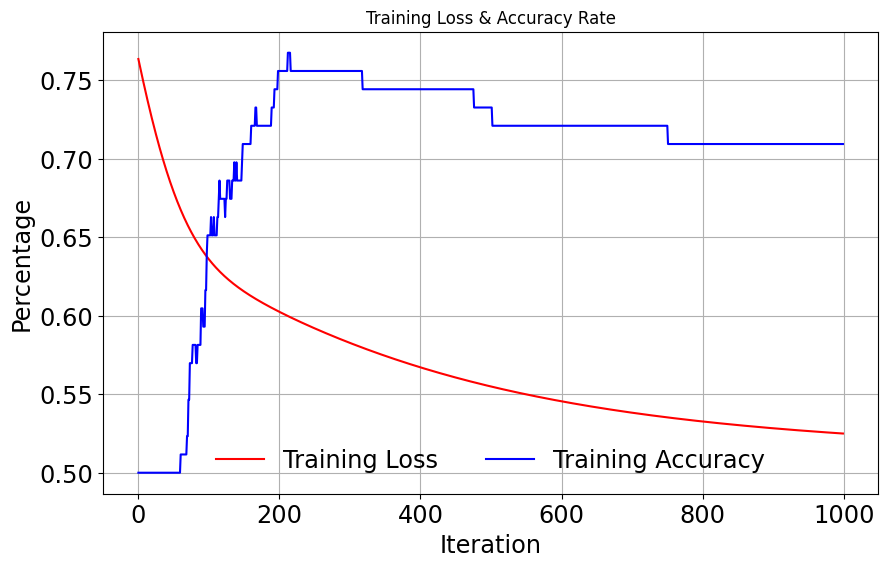 Training Loss & Accuracy Rate
0.75
0.70
0.65
0.60
0.55
0.50
Percentage
Training Loss
Training Accuracy
0 200 400 600 800 1000
Iteration